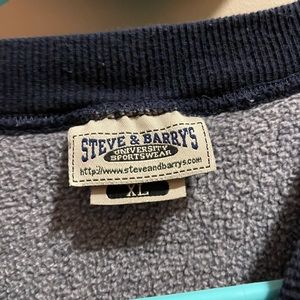 STEVE & BARRY'S
UNIVERSITY
SPORTSWEAR
http://www.steveandbarrys.com
XL